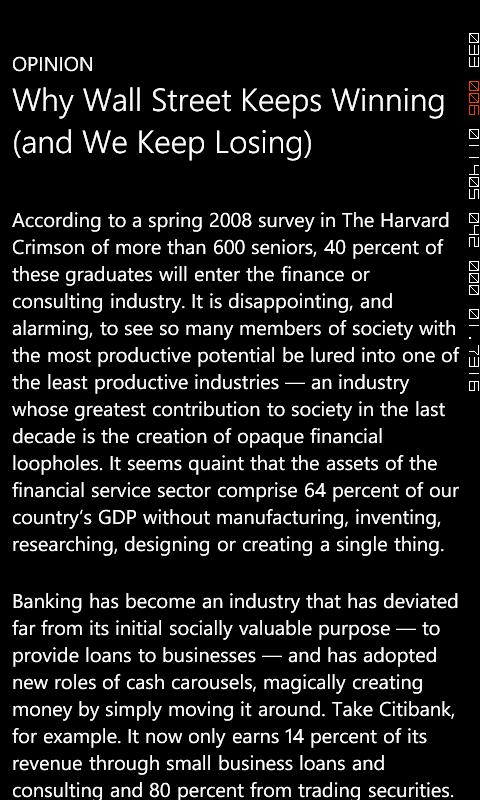 OPINION
Why Wall Street Keeps Winning
(and We Keep Losing)
According to a spring 2008 survey in The Harvard
Crimson of more than 600 seniors, 40 percent of
these graduates will enter the finance or
consulting industry. It is disappointing, and
alarming, to see so many members of society with
the most productive potential be lured into one of
the least productive industries — an industry
whose greatest contribution to society in the last
decade is the creation of opaque financial
loopholes. It seems quaint that the assets of the
financial service sector comprise 64 percent of our
country's GDP without manufacturing, inventing,
researching, designing or creating a single thing.
Banking has become an industry that has deviated
far from its initial socially valuable purpose — to
provide loans to businesses — and has adopted
new roles of cash carousels, magically creating
money by simply moving it around. Take Citibank,
for example. It now only earns 14 percent of its
revenue through small business loans and
consulting and 80 percent from trading securities.